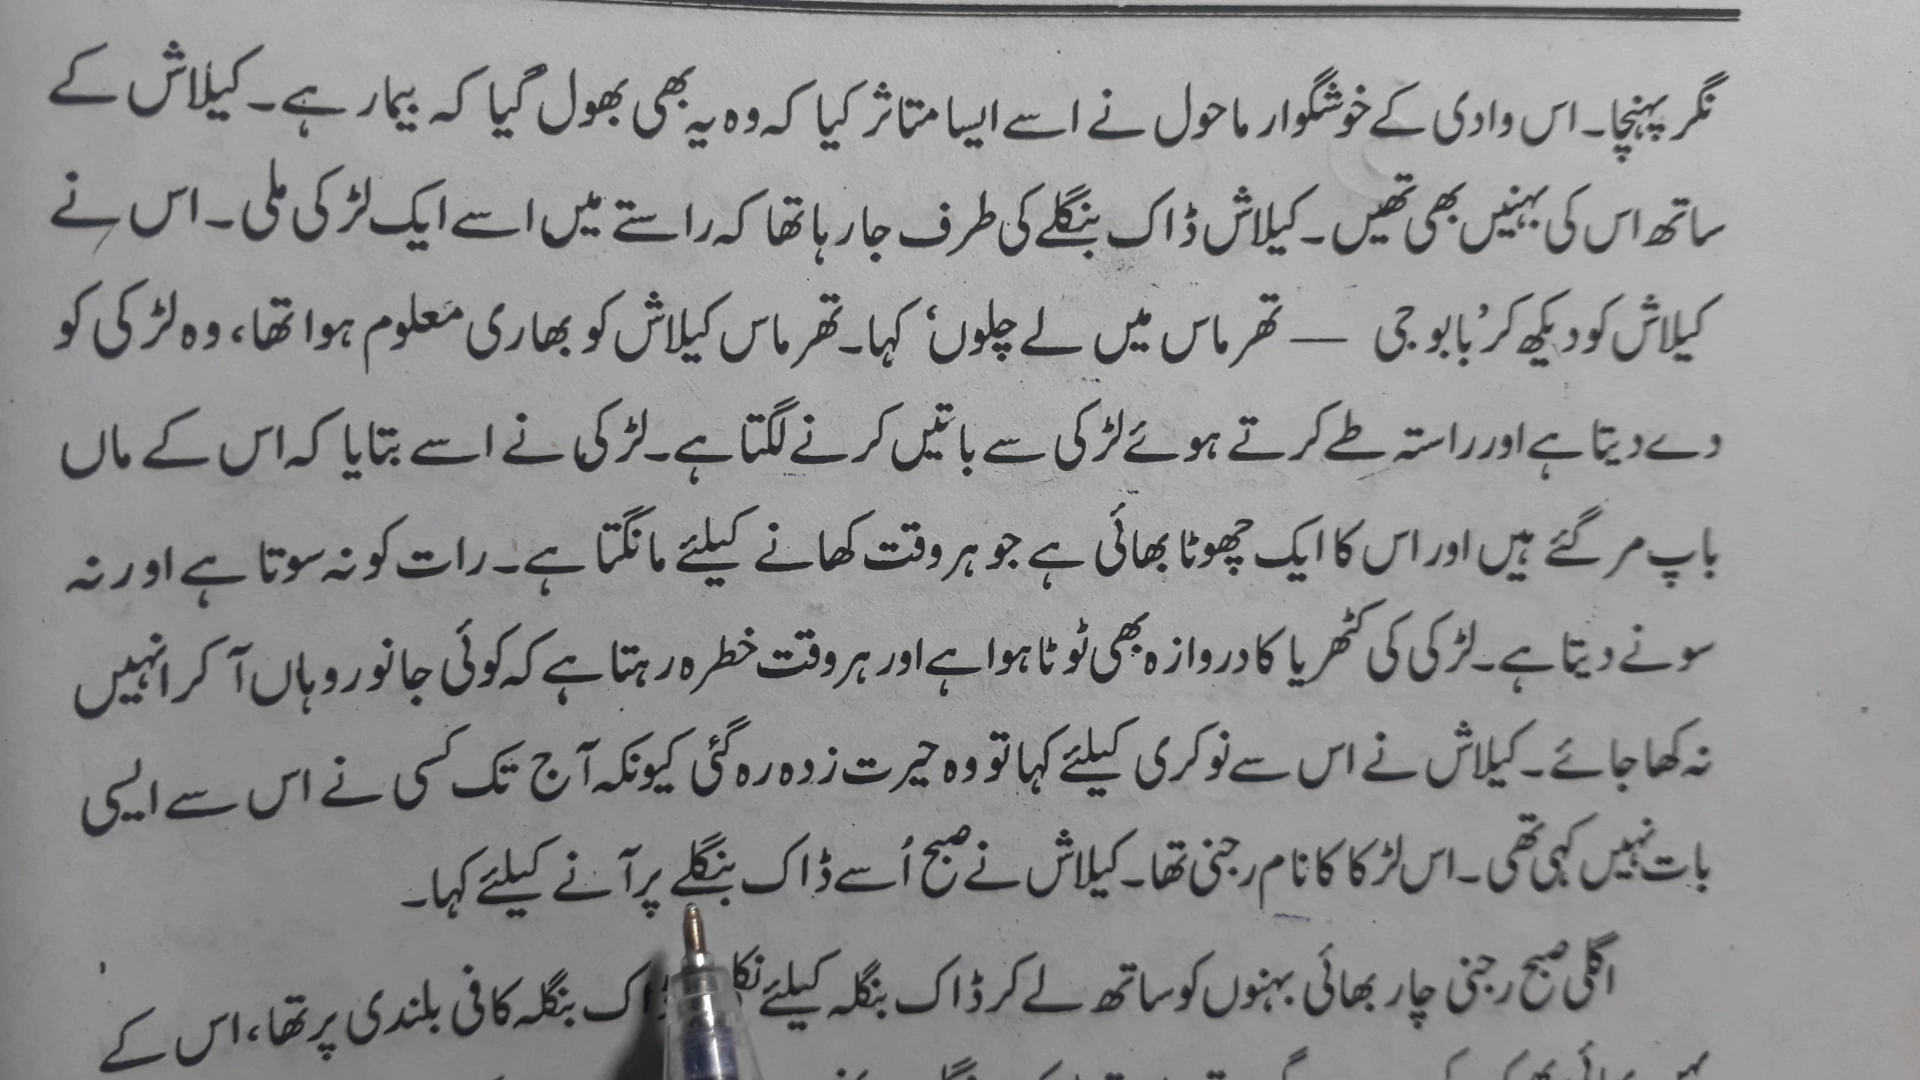 نگر پہنچا۔ اس وادی کے خوشگوار ماحول نے اسے ایسا متاثر کیا کہ وہ یہ بھی بھول گیا کہ بیمار ہے۔ کیلاش کے
ساتھ اس کی بہنیں بھی تھیں۔ کیلاش ڈاک بنگلے کی طرف جا رہا تھا کہ راستے میں اسے ایک لڑکی ملی۔ اس نے
کیلاش کو دیکھ کر ’بابو جی — تھرماس میں لے چلوں‘ کہا۔ تھرماس کیلاش کو بھاری معلوم ہوا تھا، وہ لڑکی کو
دے دیتا ہے اور راستہ طے کرتے ہوئے لڑکی سے باتیں کرنے لگتا ہے۔ لڑکی نے اسے بتایا کہ اس کے ماں
باپ مر گئے ہیں اور اس کا ایک چھوٹا بھائی ہے جو ہر وقت کھانے کیلئے مانگتا ہے۔ رات کو نہ سوتا ہے اور نہ
سونے دیتا ہے۔ لڑکی کی کٹھریا کا دروازہ بھی ٹوٹا ہوا ہے اور ہر وقت خطرہ رہتا ہے کہ کوئی جانور وہاں آ کر انہیں
نہ کھا جائے۔ کیلاش نے اس سے نوکری کیلئے کہا تو وہ حیرت زدہ رہ گئی کیونکہ آج تک کسی نے اس سے ایسی
بات نہیں کہی تھی۔ اس لڑکا کا نام رجنی تھا۔ کیلاش نے صبح اُسے ڈاک بنگلے پر آنے کیلئے کہا۔
اگلی صبح رجنی چار بھائی بہنوں کو ساتھ لے کر ڈاک بنگلہ کیلئے ڈاک بنگلہ کافی بلندی پر تھا، اس کے